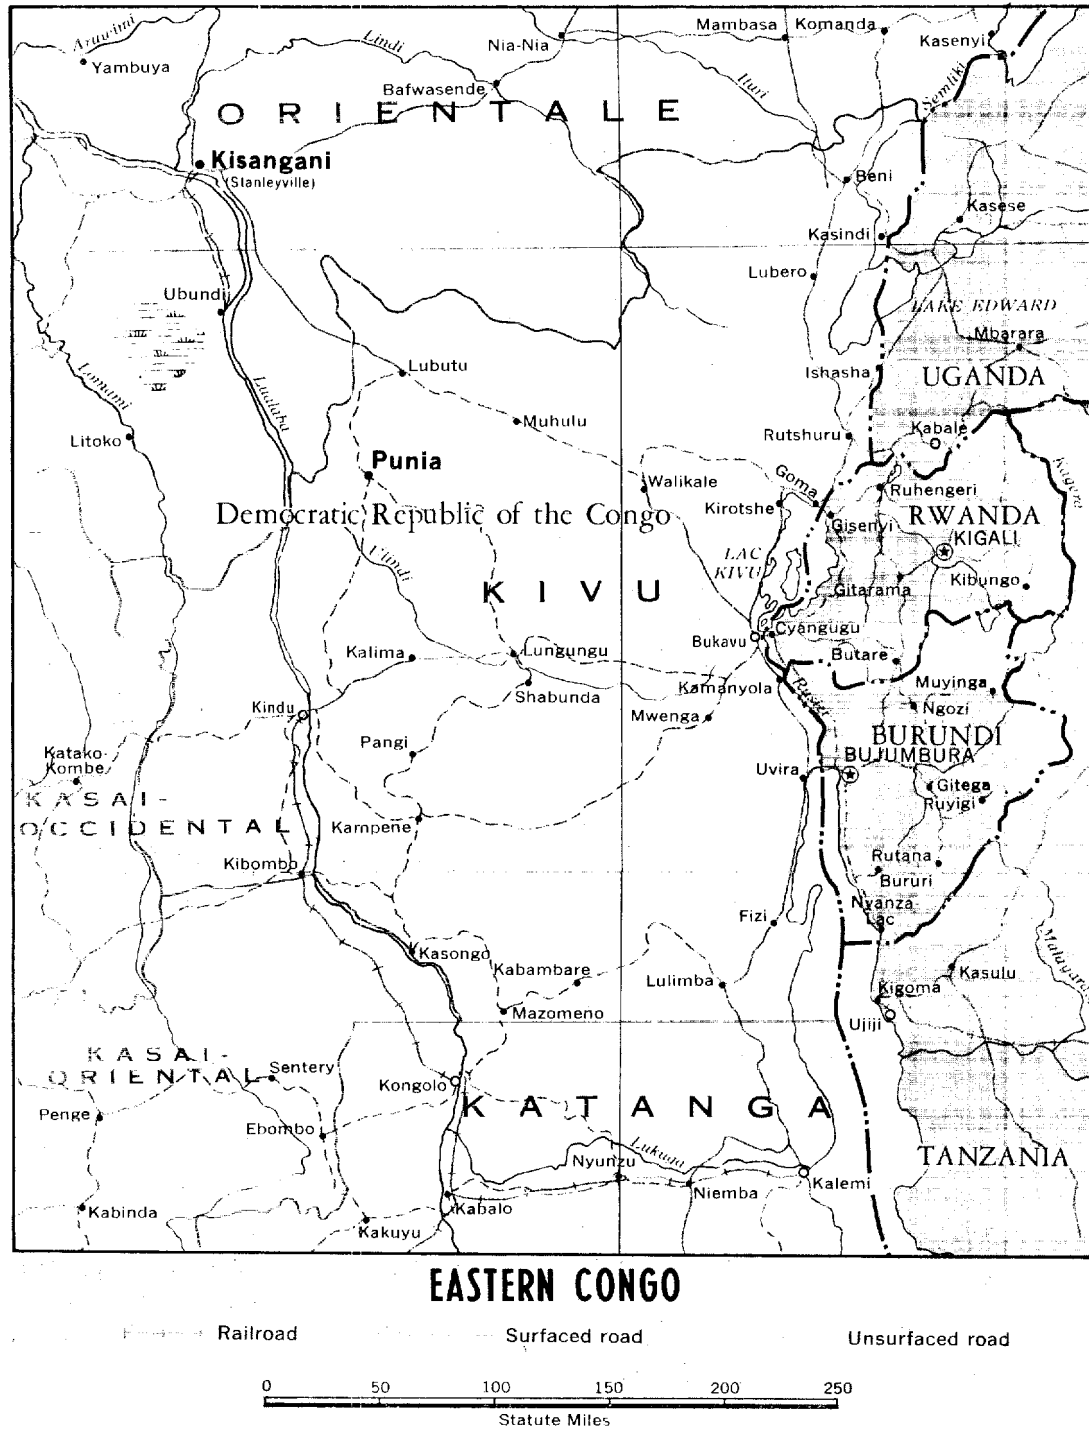 Aruwimi
Yambuya
Lindi
Nia-Nia
Mambasa
Komanda
Kasenyi
Bafwasende
Ituri
Semliki
ORIENTALE
Kisangani
(Stanleyville)
Beni
Kasese
Kasindi
Lubero
Ubundi
LAKE EDWARD
Mbarara
Lomami
Lualaba
Lubutu
Ishasha
UGANDA
Litoko
Muhulu
Rutshuru
Kabale
Punia
Walikale
Goma
Ruhengeri
Kagera
Kirotshe
Gisenyi
Democratic Republic of the Congo
RWANDA
KIGALI
Ulindi
LAC
KIVU
KIVU
Gitarama
Kibungo
Bukavu
Cyangugu
Kalima
Lungungu
Butare
Shabunda
Kamanyola
Ruzizi
Muyinga
Kindu
Mwenga
Ngozi
Pangi
BURUNDI
BUJUMBURA
Katako-
Kombe
Uvira
Gitega
Ruyigi
KASAI-
OCCIDENTAL
Kampene
Kibombo
Rutana
Bururi
Nyanza-
Lac
Fizi
Kasongo
Kabambare
Lulimba
Kasulu
Malagarasi
Mazomeno
Kigoma
Ujiji
KASAI-
ORIENTAL
Sentery
Kongolo
Penge
Ebombo
KATANGA
Lukuga
Nyunzu
TANZANIA
Niemba
Kalemi
Kabinda
Kabalo
Kakuyu
EASTERN CONGO
Railroad
Surfaced road
Unsurfaced road
0 50 100 150 200 250
Statute Miles